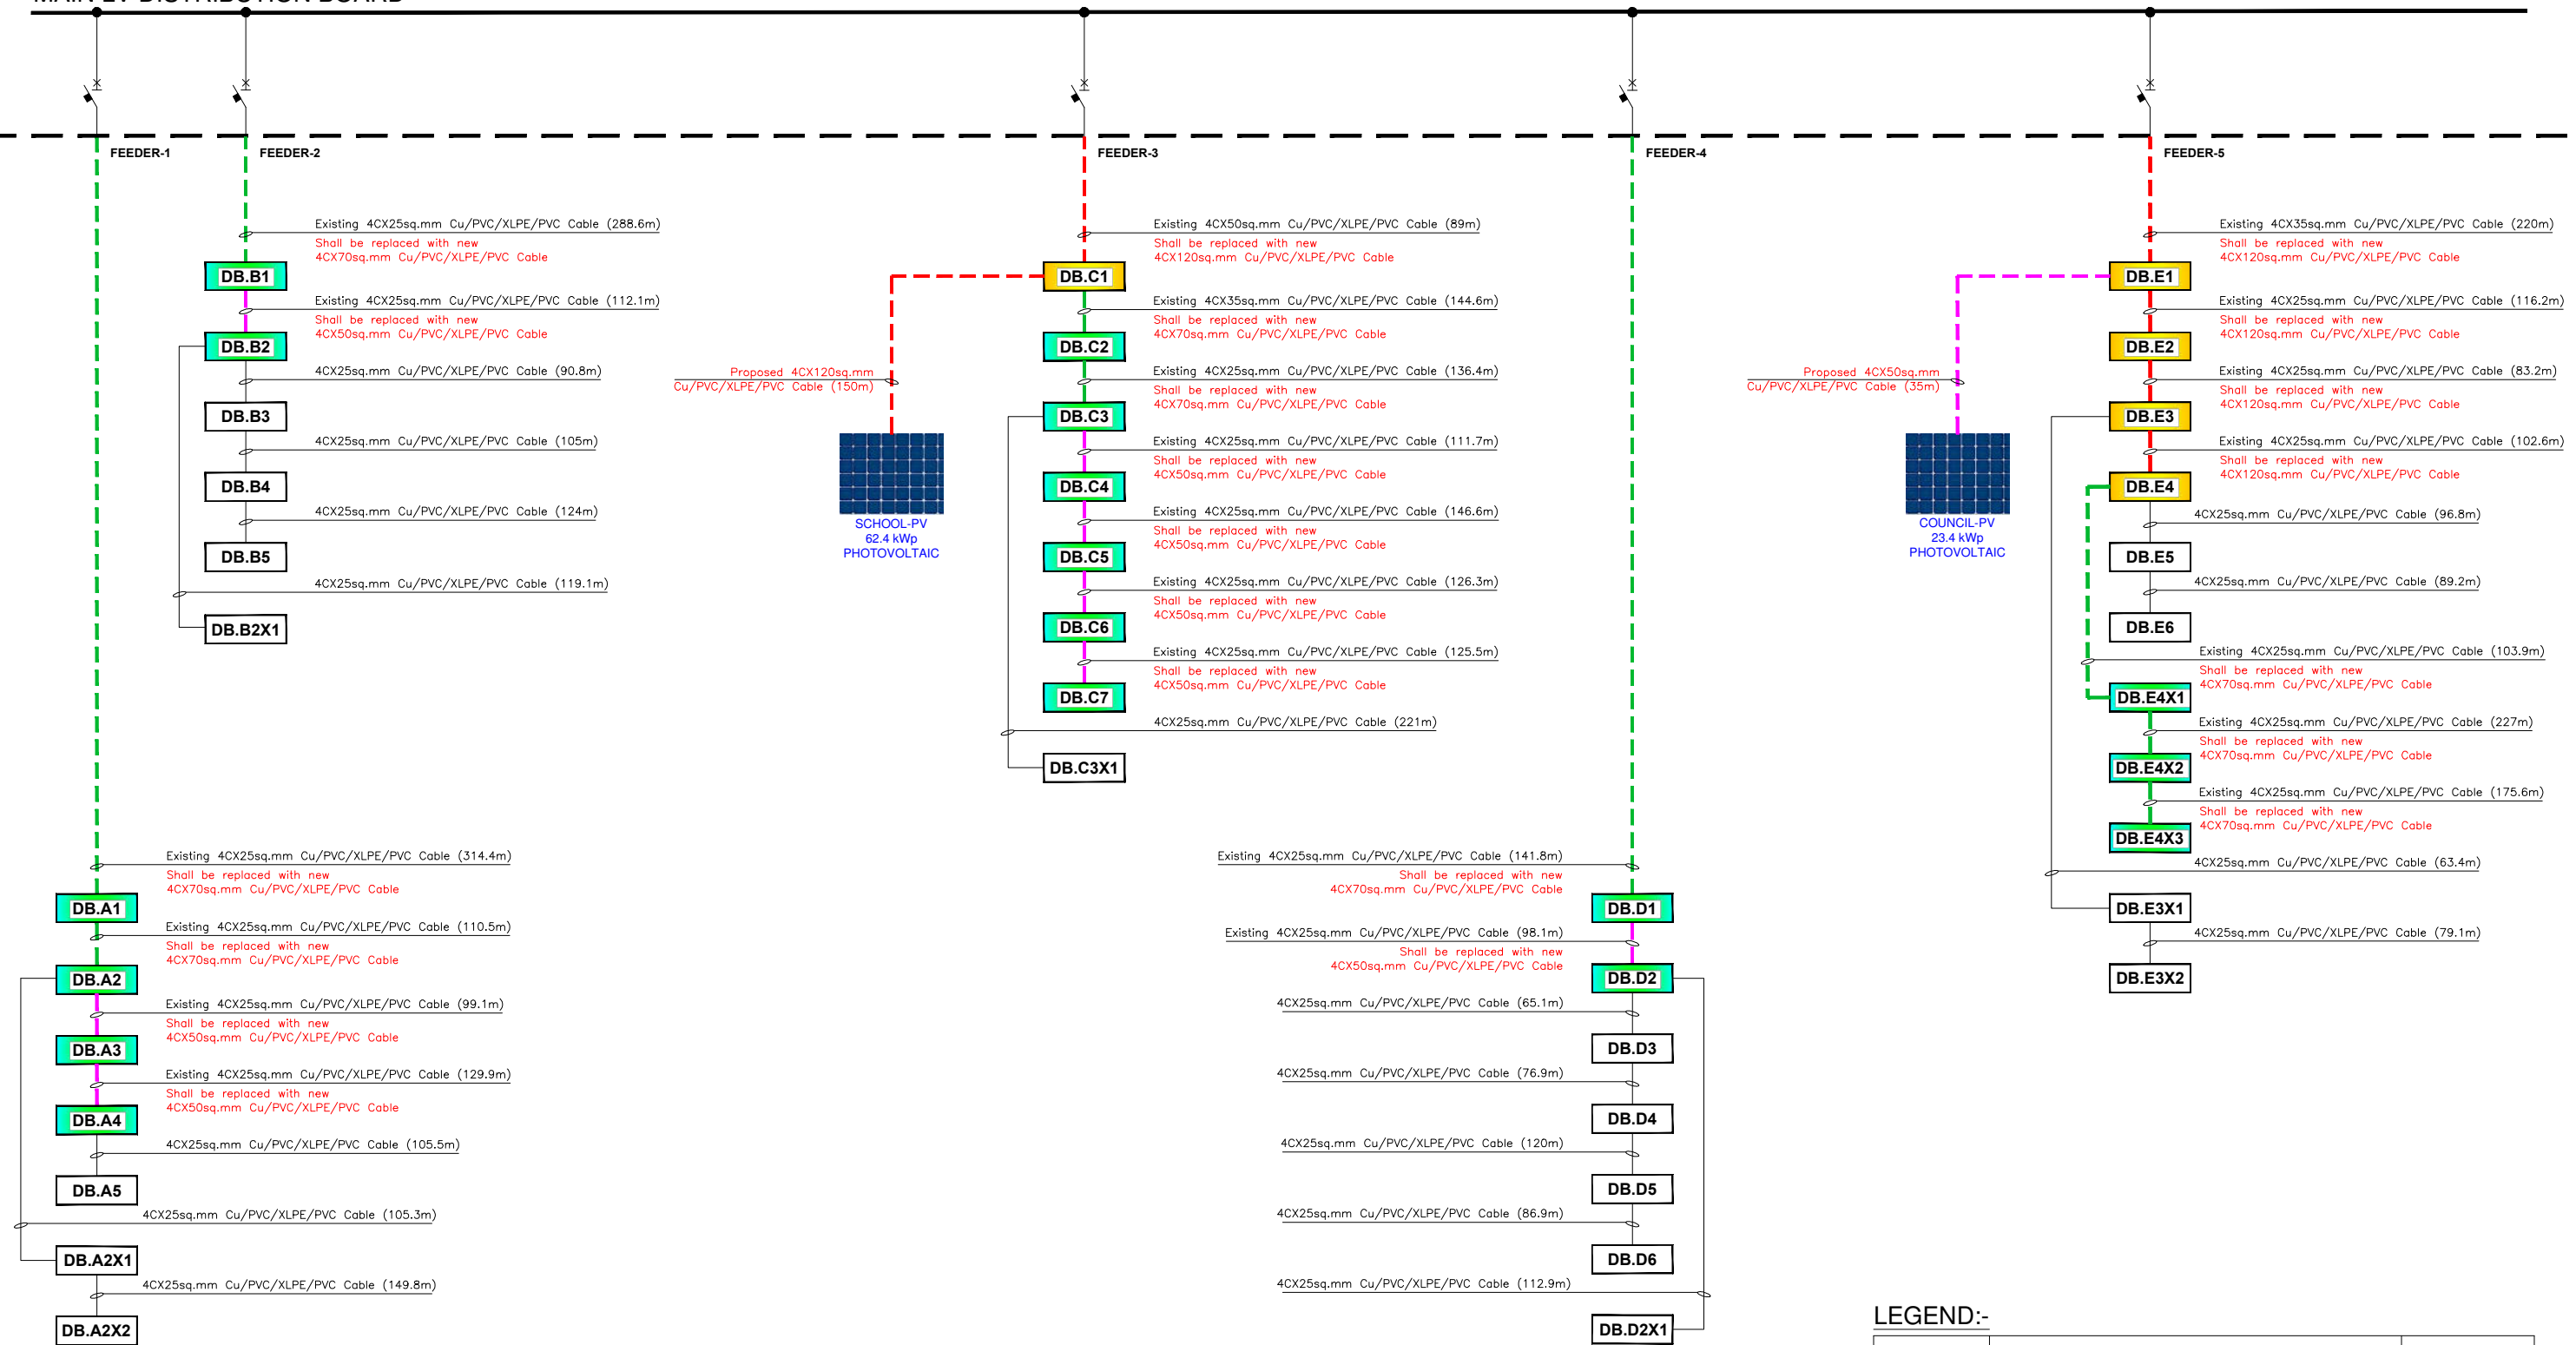 MAIN LV DISTRIBUTION BOARD
FEEDER-1
FEEDER-2
FEEDER-3
FEEDER-4
FEEDER-5
Existing 4CX25sq.mm Cu/PVC/XLPE/PVC Cable (288.6m)
Shall be replaced with new
4CX70sq.mm Cu/PVC/XLPE/PVC Cable
DB.B1
Existing 4CX25sq.mm Cu/PVC/XLPE/PVC Cable (112.1m)
Shall be replaced with new
4CX50sq.mm Cu/PVC/XLPE/PVC Cable
DB.B2
4CX25sq.mm Cu/PVC/XLPE/PVC Cable (90.8m)
DB.B3
4CX25sq.mm Cu/PVC/XLPE/PVC Cable (105m)
DB.B4
4CX25sq.mm Cu/PVC/XLPE/PVC Cable (124m)
DB.B5
4CX25sq.mm Cu/PVC/XLPE/PVC Cable (119.1m)
DB.B2X1
Existing 4CX25sq.mm Cu/PVC/XLPE/PVC Cable (314.4m)
Shall be replaced with new
4CX70sq.mm Cu/PVC/XLPE/PVC Cable
DB.A1
Existing 4CX25sq.mm Cu/PVC/XLPE/PVC Cable (110.5m)
Shall be replaced with new
4CX70sq.mm Cu/PVC/XLPE/PVC Cable
DB.A2
Existing 4CX25sq.mm Cu/PVC/XLPE/PVC Cable (99.1m)
Shall be replaced with new
4CX50sq.mm Cu/PVC/XLPE/PVC Cable
DB.A3
Existing 4CX25sq.mm Cu/PVC/XLPE/PVC Cable (129.9m)
Shall be replaced with new
4CX50sq.mm Cu/PVC/XLPE/PVC Cable
DB.A4
4CX25sq.mm Cu/PVC/XLPE/PVC Cable (105.5m)
DB.A5
4CX25sq.mm Cu/PVC/XLPE/PVC Cable (105.3m)
DB.A2X1
4CX25sq.mm Cu/PVC/XLPE/PVC Cable (149.8m)
DB.A2X2
Existing 4CX50sq.mm Cu/PVC/XLPE/PVC Cable (89m)
Shall be replaced with new
4CX120sq.mm Cu/PVC/XLPE/PVC Cable
DB.C1
Existing 4CX35sq.mm Cu/PVC/XLPE/PVC Cable (144.6m)
Shall be replaced with new
4CX70sq.mm Cu/PVC/XLPE/PVC Cable
DB.C2
Proposed 4CX120sq.mm
Cu/PVC/XLPE/PVC Cable (150m)
SCHOOL-PV
62.4 kWp
PHOTOVOLTAIC
Existing 4CX25sq.mm Cu/PVC/XLPE/PVC Cable (136.4m)
Shall be replaced with new
4CX70sq.mm Cu/PVC/XLPE/PVC Cable
DB.C3
Existing 4CX25sq.mm Cu/PVC/XLPE/PVC Cable (111.7m)
Shall be replaced with new
4CX50sq.mm Cu/PVC/XLPE/PVC Cable
DB.C4
Existing 4CX25sq.mm Cu/PVC/XLPE/PVC Cable (146.6m)
Shall be replaced with new
4CX50sq.mm Cu/PVC/XLPE/PVC Cable
DB.C5
Existing 4CX25sq.mm Cu/PVC/XLPE/PVC Cable (126.3m)
Shall be replaced with new
4CX50sq.mm Cu/PVC/XLPE/PVC Cable
DB.C6
Existing 4CX25sq.mm Cu/PVC/XLPE/PVC Cable (125.5m)
Shall be replaced with new
4CX50sq.mm Cu/PVC/XLPE/PVC Cable
DB.C7
4CX25sq.mm Cu/PVC/XLPE/PVC Cable (221m)
DB.C3X1
Existing 4CX25sq.mm Cu/PVC/XLPE/PVC Cable (141.8m)
Shall be replaced with new
4CX70sq.mm Cu/PVC/XLPE/PVC Cable
DB.D1
Existing 4CX25sq.mm Cu/PVC/XLPE/PVC Cable (98.1m)
Shall be replaced with new
4CX50sq.mm Cu/PVC/XLPE/PVC Cable
DB.D2
4CX25sq.mm Cu/PVC/XLPE/PVC Cable (65.1m)
DB.D3
4CX25sq.mm Cu/PVC/XLPE/PVC Cable (76.9m)
DB.D4
4CX25sq.mm Cu/PVC/XLPE/PVC Cable (120m)
DB.D5
4CX25sq.mm Cu/PVC/XLPE/PVC Cable (86.9m)
DB.D6
4CX25sq.mm Cu/PVC/XLPE/PVC Cable (112.9m)
DB.D2X1
Existing 4CX35sq.mm Cu/PVC/XLPE/PVC Cable (220m)
Shall be replaced with new
4CX120sq.mm Cu/PVC/XLPE/PVC Cable
DB.E1
Existing 4CX25sq.mm Cu/PVC/XLPE/PVC Cable (116.2m)
Shall be replaced with new
4CX120sq.mm Cu/PVC/XLPE/PVC Cable
DB.E2
Proposed 4CX50sq.mm
Cu/PVC/XLPE/PVC Cable (35m)
COUNCIL-PV
23.4 kWp
PHOTOVOLTAIC
Existing 4CX25sq.mm Cu/PVC/XLPE/PVC Cable (83.2m)
Shall be replaced with new
4CX120sq.mm Cu/PVC/XLPE/PVC Cable
DB.E3
Existing 4CX25sq.mm Cu/PVC/XLPE/PVC Cable (102.6m)
Shall be replaced with new
4CX120sq.mm Cu/PVC/XLPE/PVC Cable
DB.E4
4CX25sq.mm Cu/PVC/XLPE/PVC Cable (96.8m)
DB.E5
4CX25sq.mm Cu/PVC/XLPE/PVC Cable (89.2m)
DB.E6
Existing 4CX25sq.mm Cu/PVC/XLPE/PVC Cable (103.9m)
Shall be replaced with new
4CX70sq.mm Cu/PVC/XLPE/PVC Cable
DB.E4X1
Existing 4CX25sq.mm Cu/PVC/XLPE/PVC Cable (227m)
Shall be replaced with new
4CX70sq.mm Cu/PVC/XLPE/PVC Cable
DB.E4X2
Existing 4CX25sq.mm Cu/PVC/XLPE/PVC Cable (175.6m)
Shall be replaced with new
4CX70sq.mm Cu/PVC/XLPE/PVC Cable
DB.E4X3
4CX25sq.mm Cu/PVC/XLPE/PVC Cable (63.4m)
DB.E3X1
4CX25sq.mm Cu/PVC/XLPE/PVC Cable (79.1m)
DB.E3X2
LEGEND:-